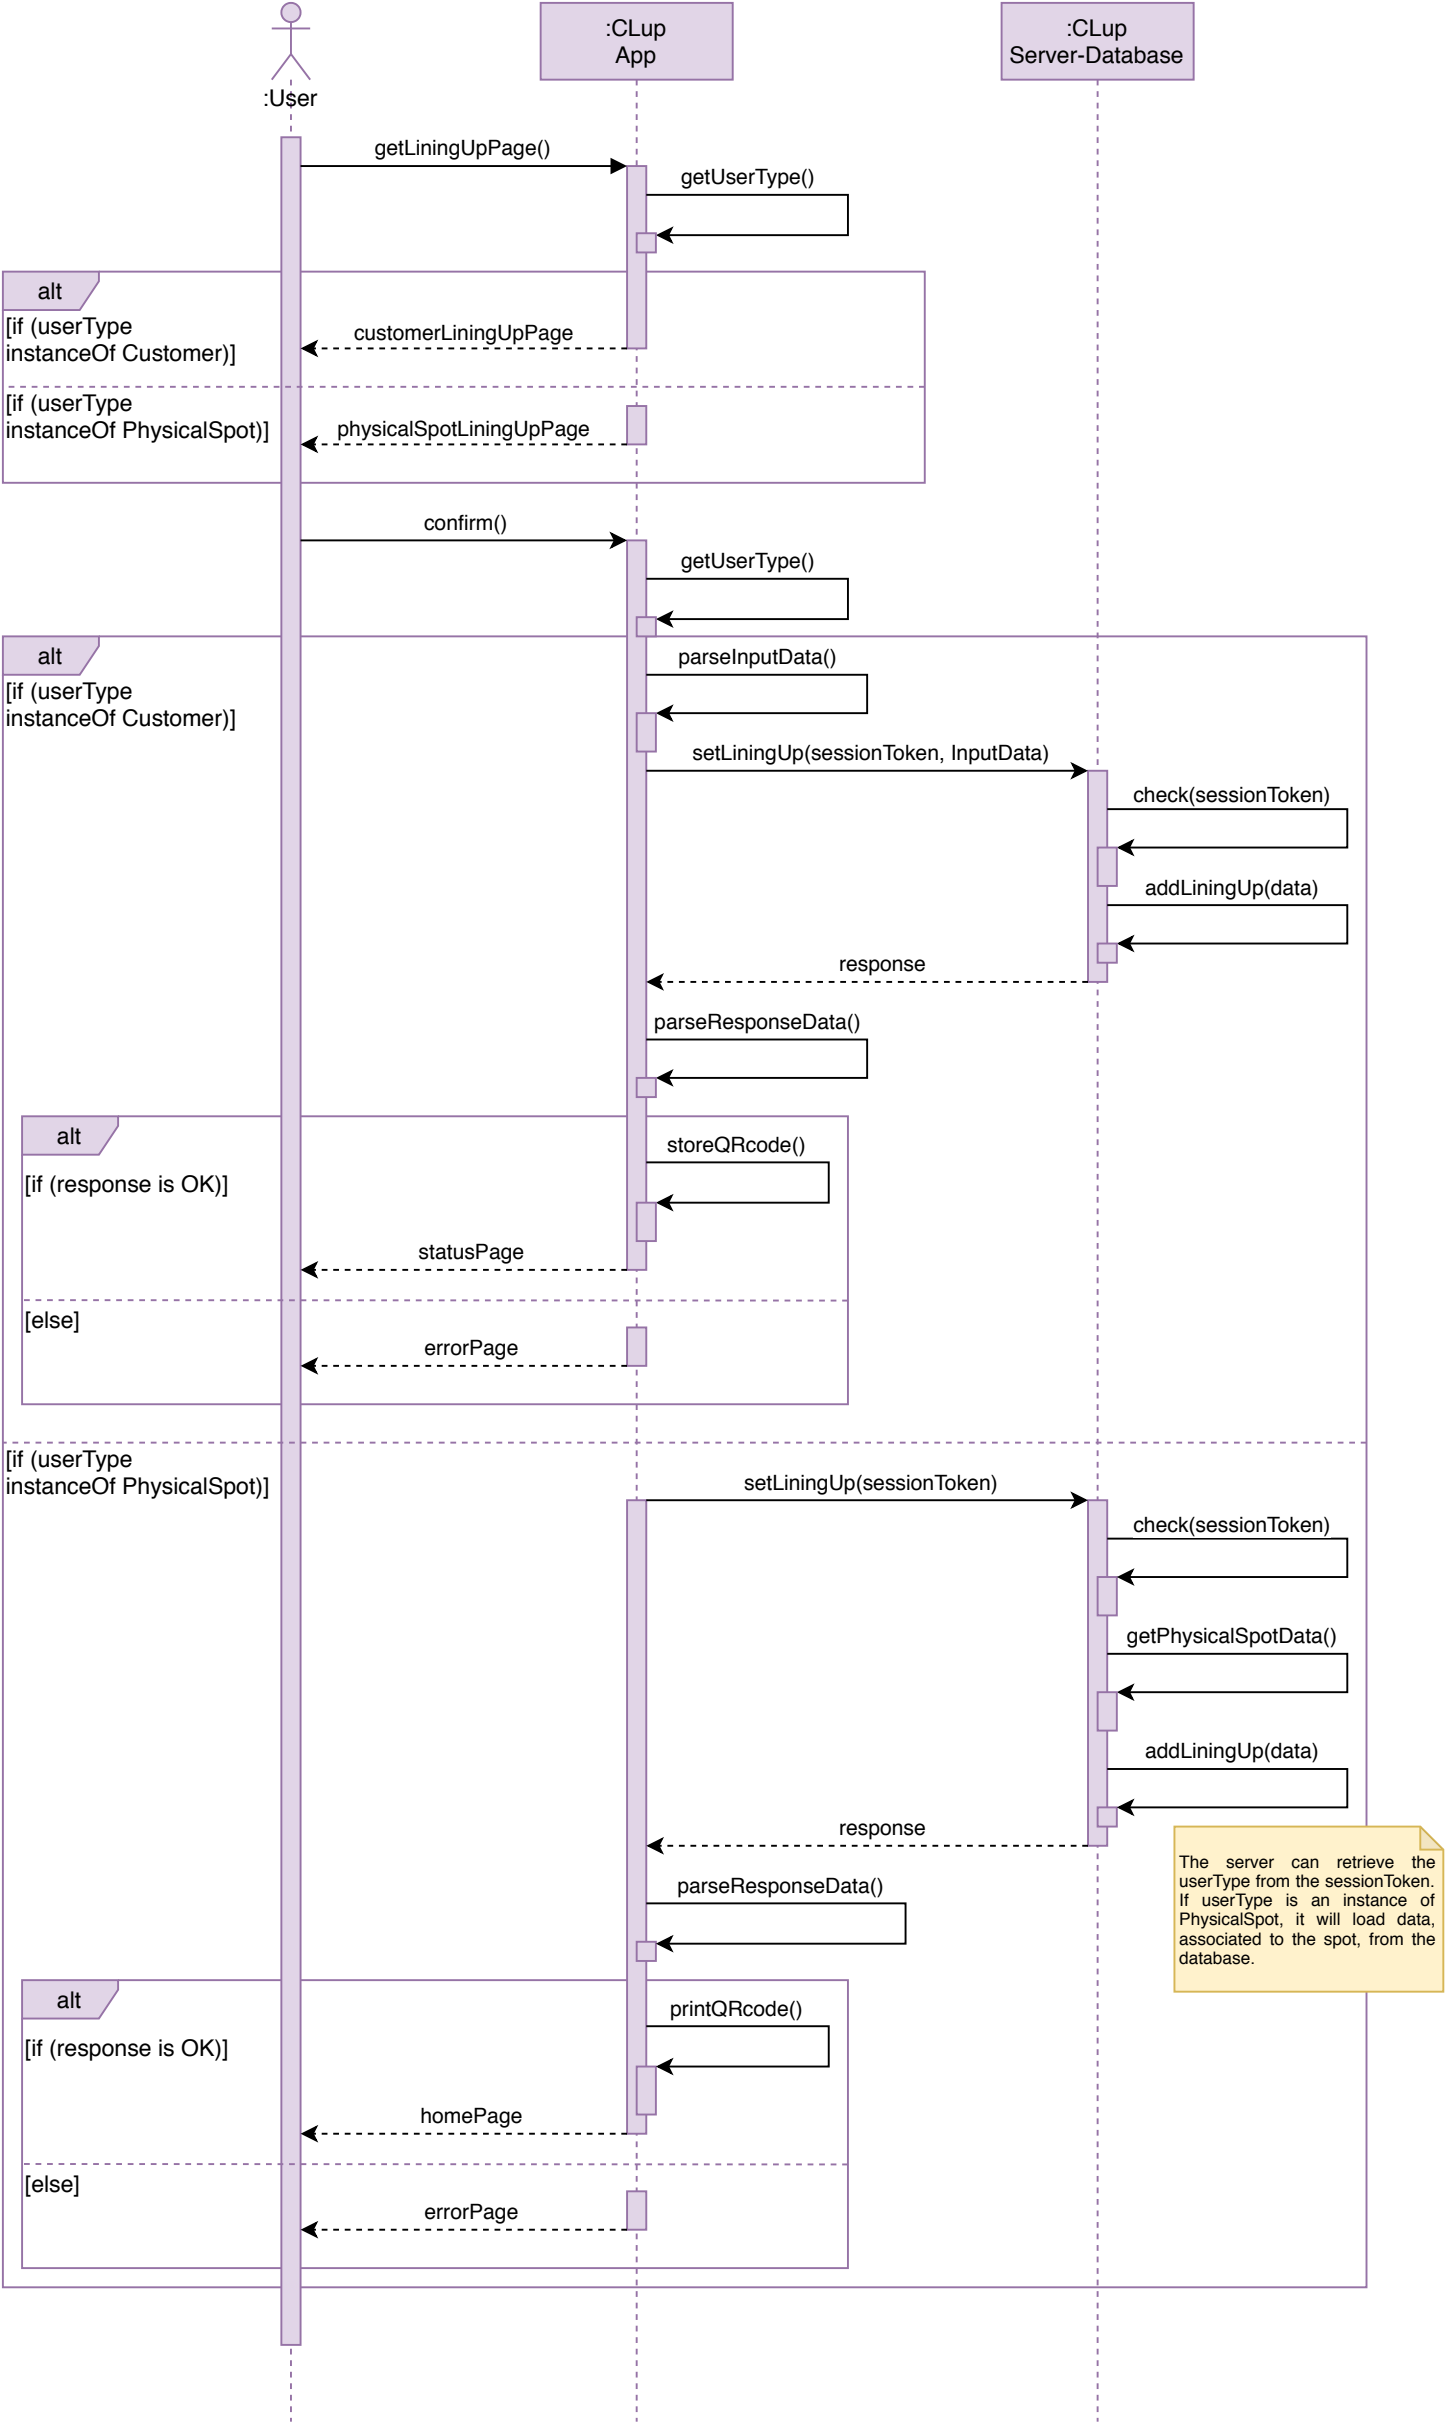 :User
:CLup
App
:CLup
Server-Database
getLiningUpPage()
getUserType()
alt
[if (userType
instanceOf Customer)]
customerLiningUpPage
[if (userType
instanceOf PhysicalSpot)]
physicalSpotLiningUpPage
confirm()
getUserType()
alt
[if (userType
instanceOf Customer)]
parseInputData()
setLiningUp(sessionToken, InputData)
check(sessionToken)
addLiningUp(data)
response
parseResponseData()
alt
[if (response is OK)]
storeQRcode()
statusPage
[else]
errorPage
[if (userType
instanceOf PhysicalSpot)]
setLiningUp(sessionToken)
check(sessionToken)
getPhysicalSpotData()
addLiningUp(data)
response
The server can retrieve the
userType from the sessionToken.
If userType is an instance of
PhysicalSpot, it will load data,
associated to the spot, from the
database.
parseResponseData()
alt
[if (response is OK)]
printQRcode()
homePage
[else]
errorPage